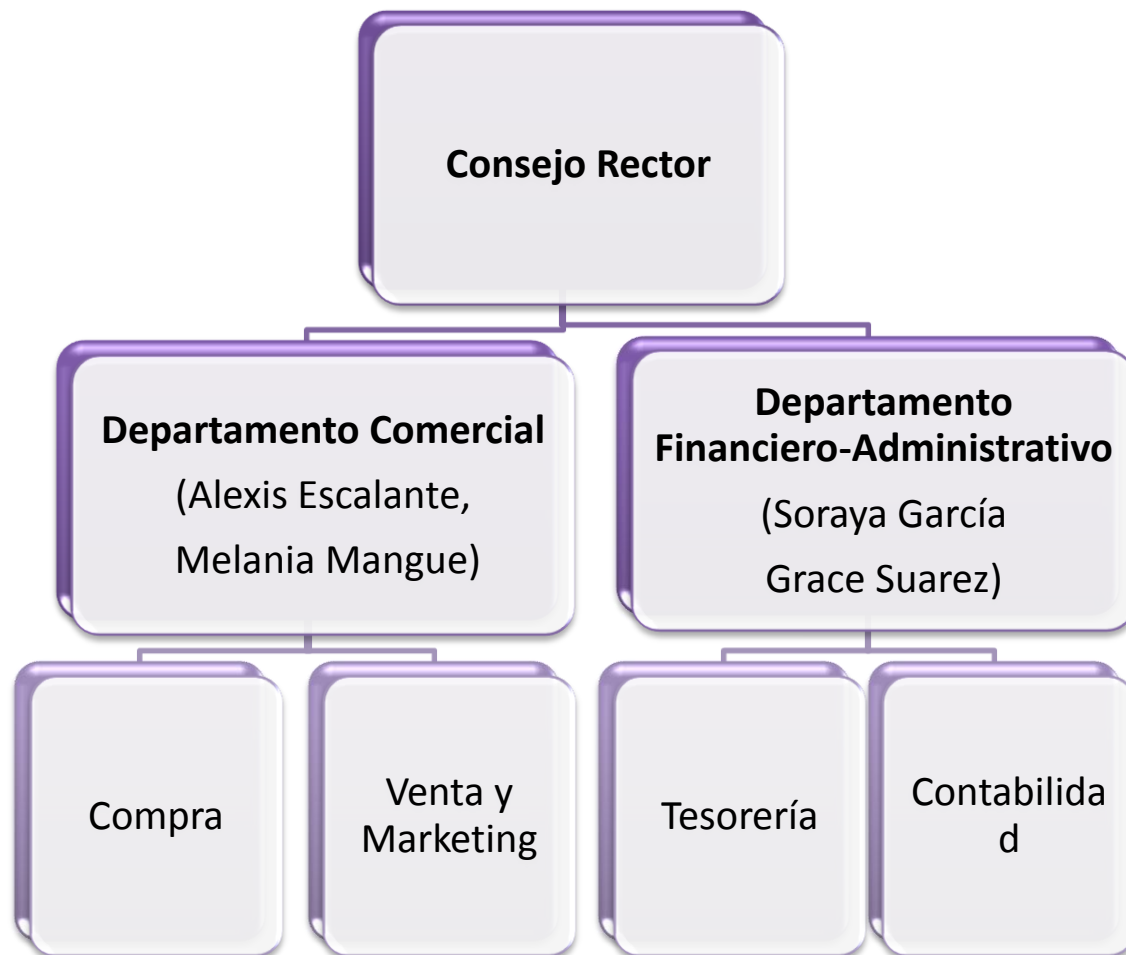 Consejo Rector
Departamento Comercial
(Alexis Escalante,
Melania Mangue)
Departamento
Financiero-Administrativo
(Soraya García
Grace Suarez)
Compra
Venta y
Marketing
Tesorería
Contabilida
d